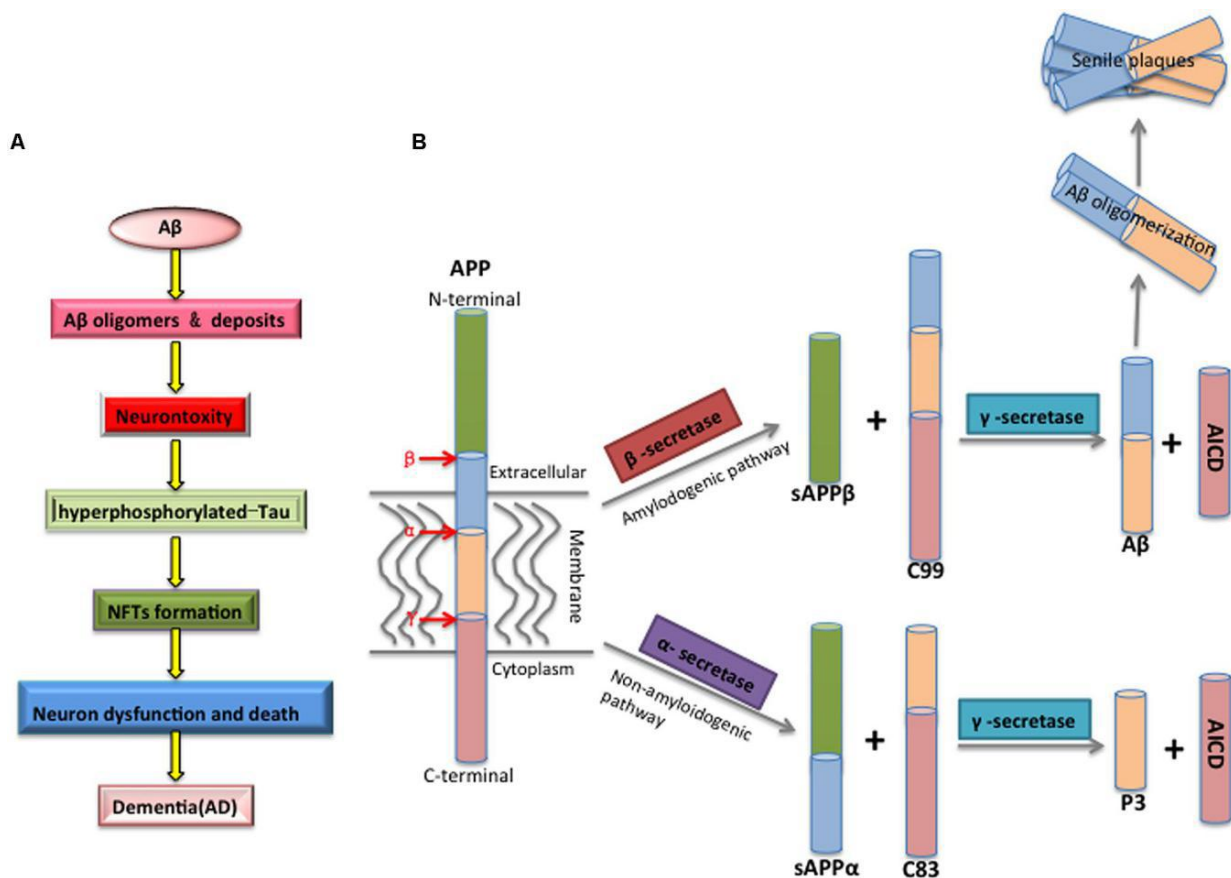 A
Aβ
Aβ oligomers & deposits
Neurontoxity
hyperphosphorylated-Tau
NFTs formation
Neuron dysfunction and death
Dementia(AD)
B
APP
N-terminal
β
Extracellular
α
Membrane
γ
Cytoplasm
C-terminal
β -secretase
Amylodogenic pathway
sAPPβ
+
C99
γ -secretase
Aβ
+
AICD
Aβ oligomerization
Senile plaques
α- secretase
Non-amyloidogenic
pathway
sAPPα
+
C83
γ -secretase
P3
+
AICD